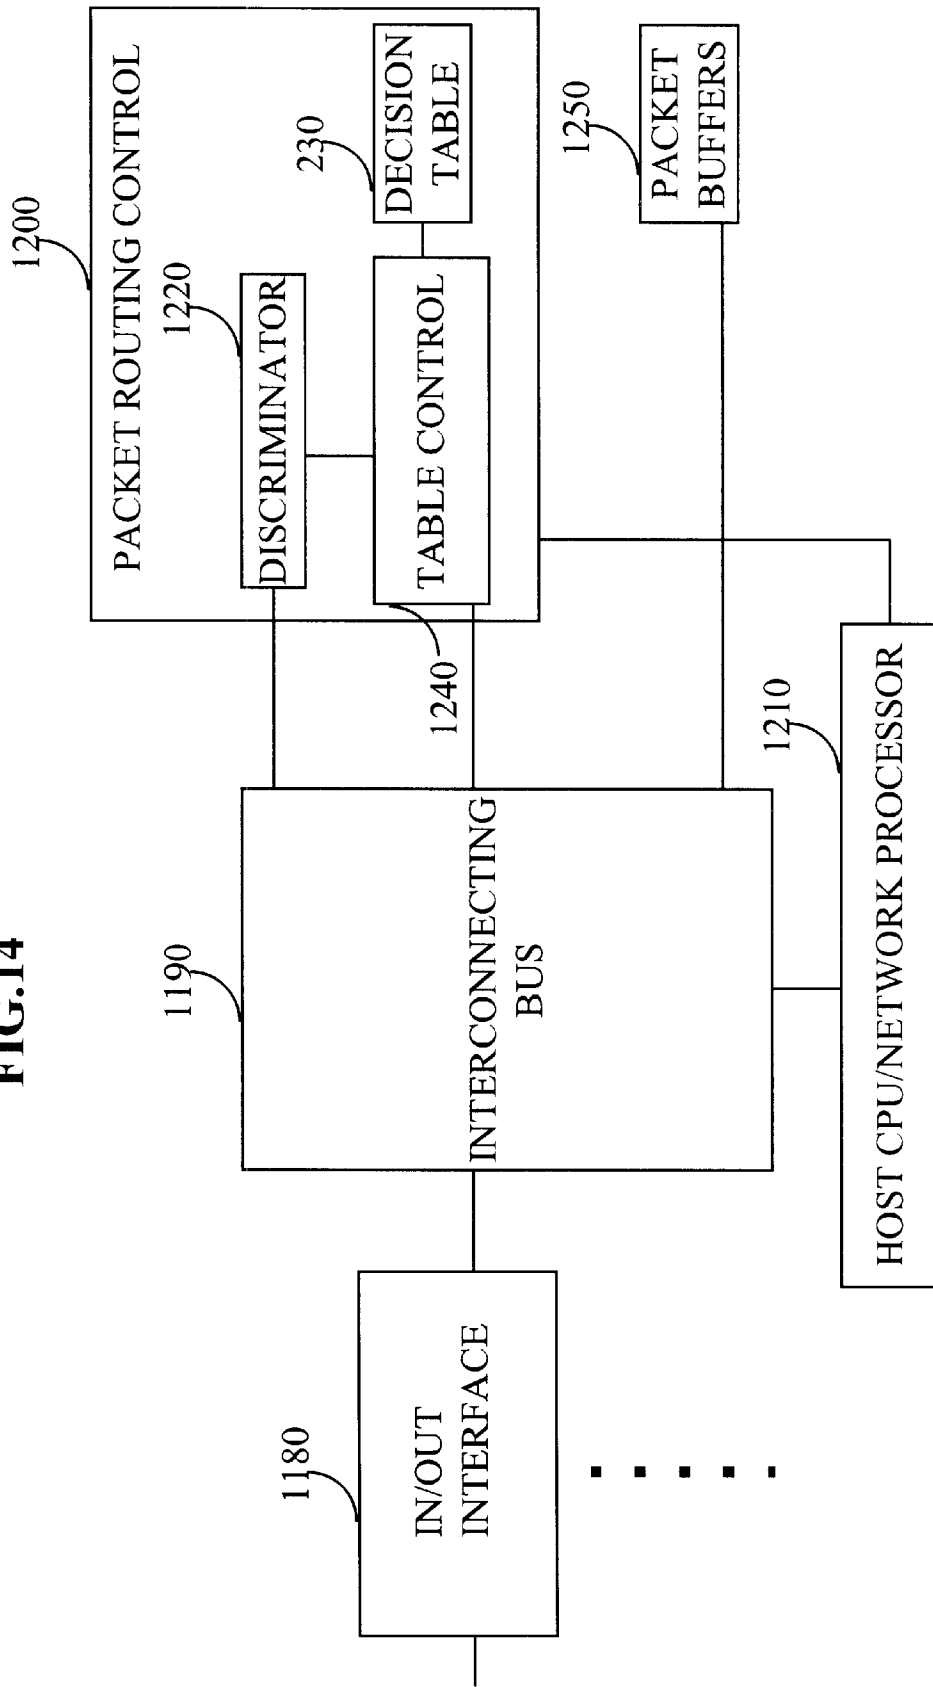 FIG.14
1180
IN/OUT
INTERFACE
1190
INTERCONNECTING
BUS
1200
PACKET ROUTING CONTROL
1220
DISCRIMINATOR
230
DECISION
TABLE
1240
TABLE CONTROL
1250
PACKET
BUFFERS
1210
HOST CPU/NETWORK PROCESSOR